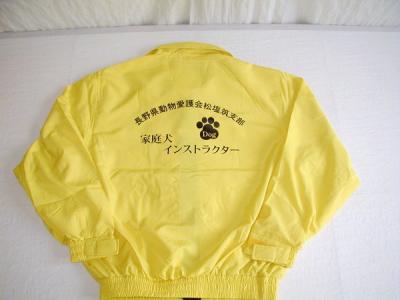 長野県動物愛護会松塩筑支部
Dog
家庭犬
インストラクター